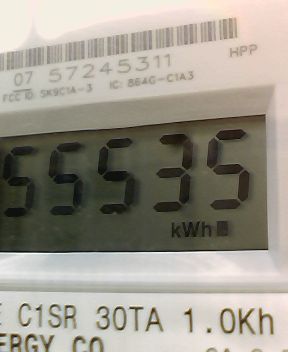 HPP
07 57245311
FCC ID: SK9C1A-3 IC: 864G-C1A3
55535
kWh
C1SR 30TA 1.0Kh
ERGY CO